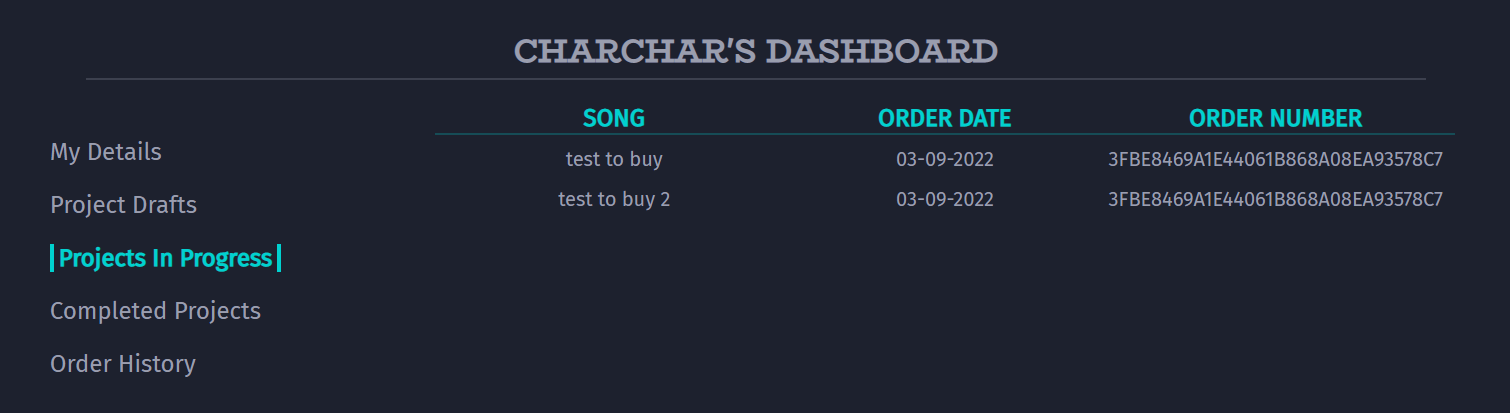 CHARCHAR'S DASHBOARD
My Details
Project Drafts
Projects In Progress
Completed Projects
Order History
SONG ORDER DATE ORDER NUMBER
test to buy 03-09-2022 3FBE8469A1E44061B868A08EA93578C7
test to buy 2 03-09-2022 3FBE8469A1E44061B868A08EA93578C7